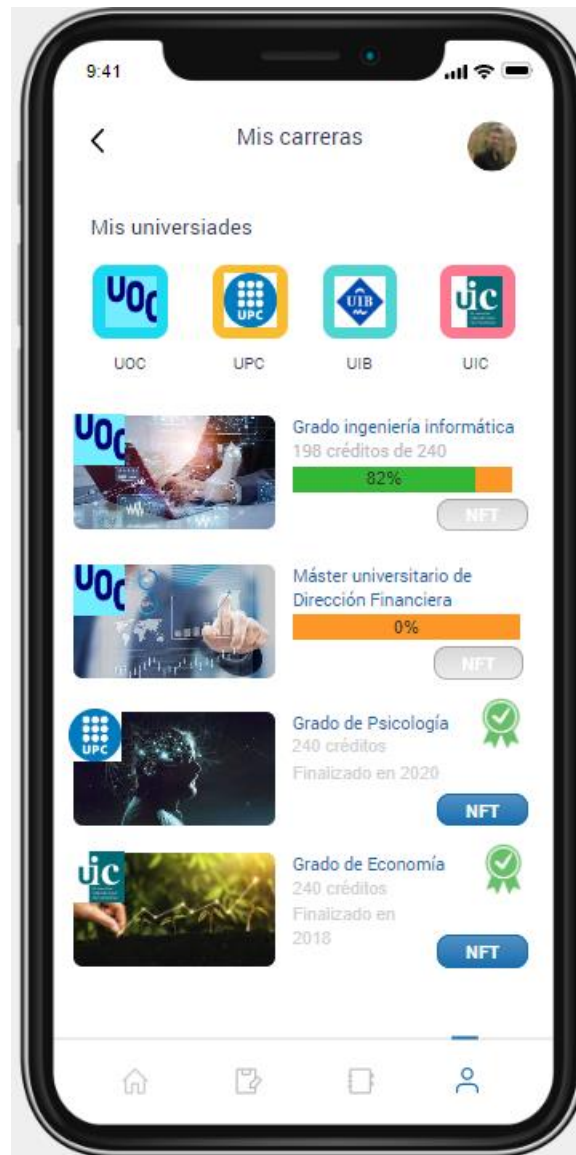 9:41
Mis carreras
Mis universiades
UOC
UPC
UIB
uic
UOC
UPC
UIB
UIC
UOC
Grado ingeniería informática
198 créditos de 240
82%
NFT
UOC
Máster universitario de
Dirección Financiera
0%
NFT
UPC
Grado de Psicología
240 créditos
Finalizado en 2020
NFT
uic
Grado de Economía
240 créditos
Finalizado en
2018
NFT